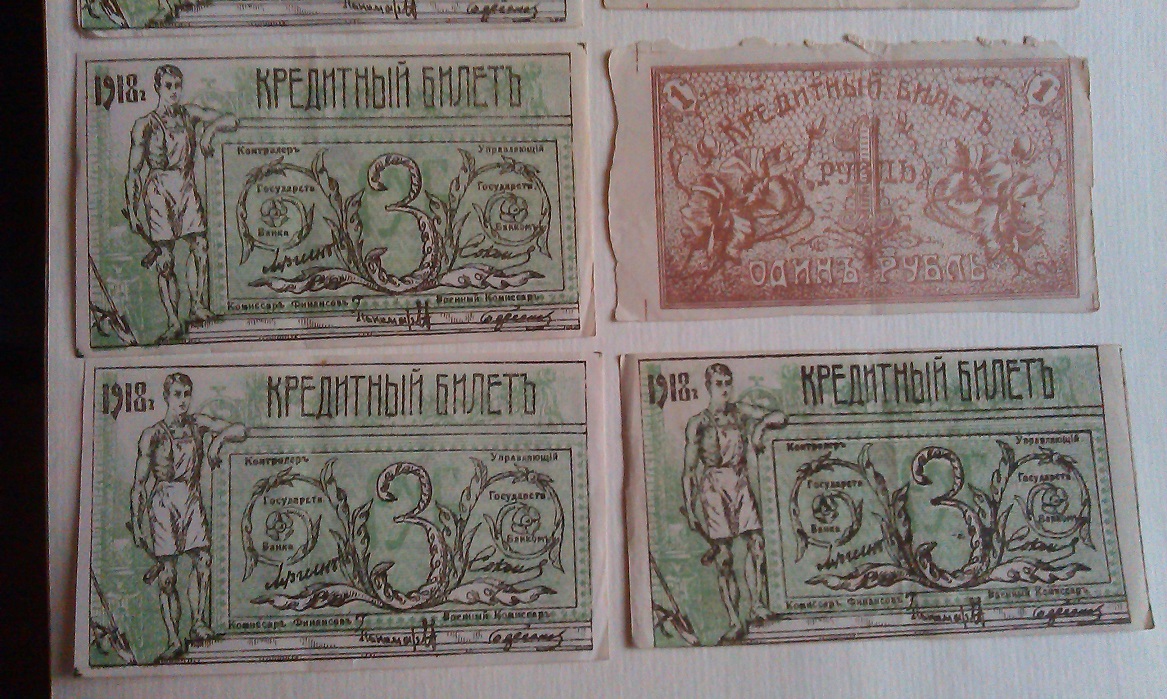 1918г КРЕДИТНЫЙ БИЛЕТЪ
Контролеръ Управляющій
Государств Государств
3
Банка Банкомъ
Комиссаръ Финансовъ Военный Комиссаръ
1 1
КРЕДИТНЫЙ БИЛЕТЪ
РУБЛЬ
ОДИНЪ РУБЛЬ
1918г КРЕДИТНЫЙ БИЛЕТЪ
Контролеръ Управляющій
Государств Государств
3
Банка Банкомъ
Комиссаръ Финансовъ Военный Комиссаръ
1918г КРЕДИТНЫЙ БИЛЕТЪ
Контролеръ Управляющій
Государств Государств
3
Банка Банкомъ
Комиссаръ Финансовъ Военный Комиссаръ